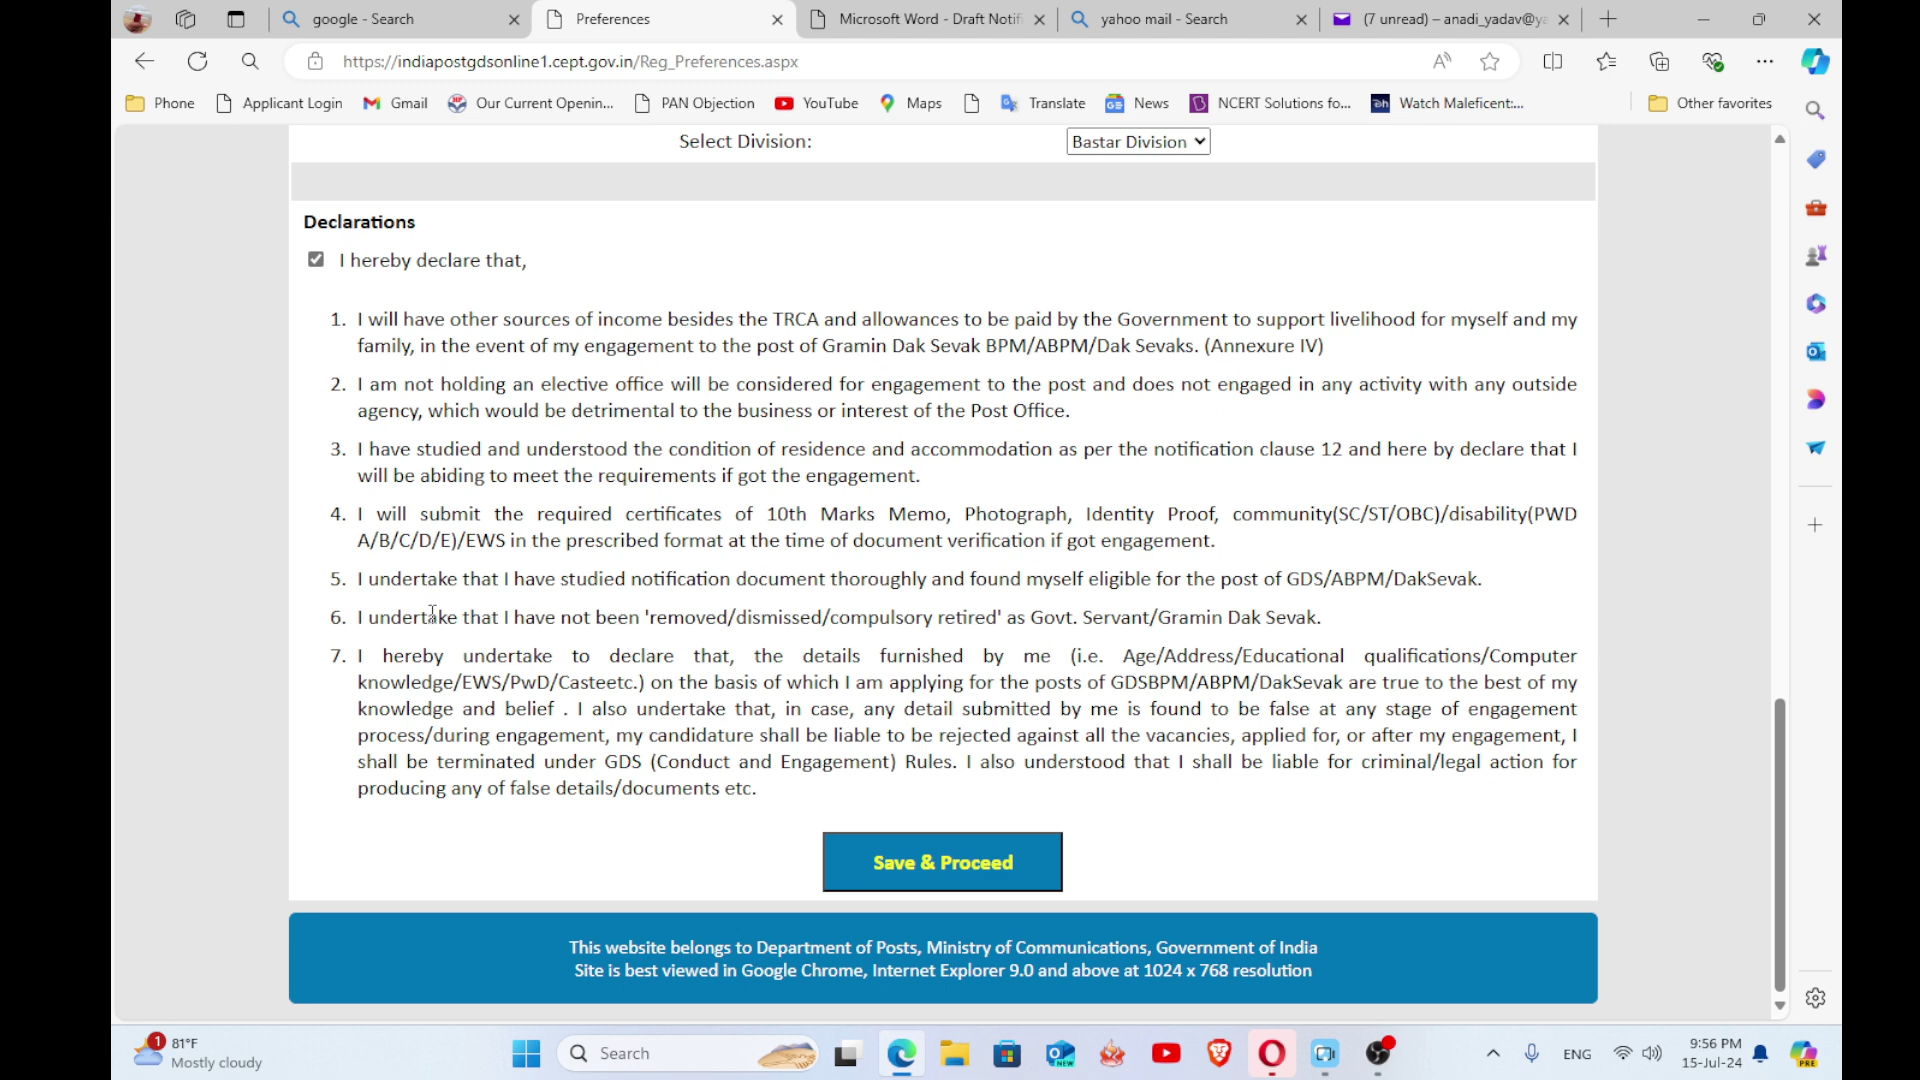 google - Search
Preferences
Microsoft Word - Draft Notifi
yahoo mail - Search
(7 unread) – anadi_yadav@ya
https://indiapostgdsonline1.cept.gov.in/Reg_Preferences.aspx
Phone
Applicant Login
Gmail
Our Current Openin...
PAN Objection
YouTube
Maps
Translate
News
NCERT Solutions fo...
Watch Maleficent:...
Other favorites
Select Division:
Bastar Division
Declarations
I hereby declare that,
1. I will have other sources of income besides the TRCA and allowances to be paid by the Government to support livelihood for myself and my
family, in the event of my engagement to the post of Gramin Dak Sevak BPM/ABPM/Dak Sevaks. (Annexure IV)
2. I am not holding an elective office will be considered for engagement to the post and does not engaged in any activity with any outside
agency, which would be detrimental to the business or interest of the Post Office.
3. I have studied and understood the condition of residence and accommodation as per the notification clause 12 and here by declare that I
will be abiding to meet the requirements if got the engagement.
4. I will submit the required certificates of 10th Marks Memo, Photograph, Identity Proof, community(SC/ST/OBC)/disability(PWD
A/B/C/D/E)/EWS in the prescribed format at the time of document verification if got engagement.
5. I undertake that I have studied notification document thoroughly and found myself eligible for the post of GDS/ABPM/DakSevak.
6. I undertake that I have not been 'removed/dismissed/compulsory retired' as Govt. Servant/Gramin Dak Sevak.
7. I hereby undertake to declare that, the details furnished by me (i.e. Age/Address/Educational qualifications/Computer
knowledge/EWS/PwD/Casteetc.) on the basis of which I am applying for the posts of GDSBPM/ABPM/DakSevak are true to the best of my
knowledge and belief . I also undertake that, in case, any detail submitted by me is found to be false at any stage of engagement
process/during engagement, my candidature shall be liable to be rejected against all the vacancies, applied for, or after my engagement, I
shall be terminated under GDS (Conduct and Engagement) Rules. I also understood that I shall be liable for criminal/legal action for
producing any of false details/documents etc.
Save & Proceed
This website belongs to Department of Posts, Ministry of Communications, Government of India
Site is best viewed in Google Chrome, Internet Explorer 9.0 and above at 1024 x 768 resolution
1
81°F
Mostly cloudy
Search
NEW
ENG
9:56 PM
15-Jul-24
PRE